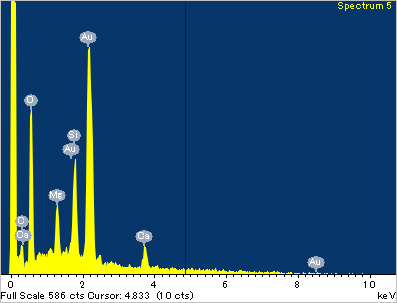 Spectrum 5
Au
O
Si
Au
Mg
C
Ca
Ca
Au
0 2 4 6 8 10
Full Scale 586 cts Cursor: 4.833 (10 cts) keV